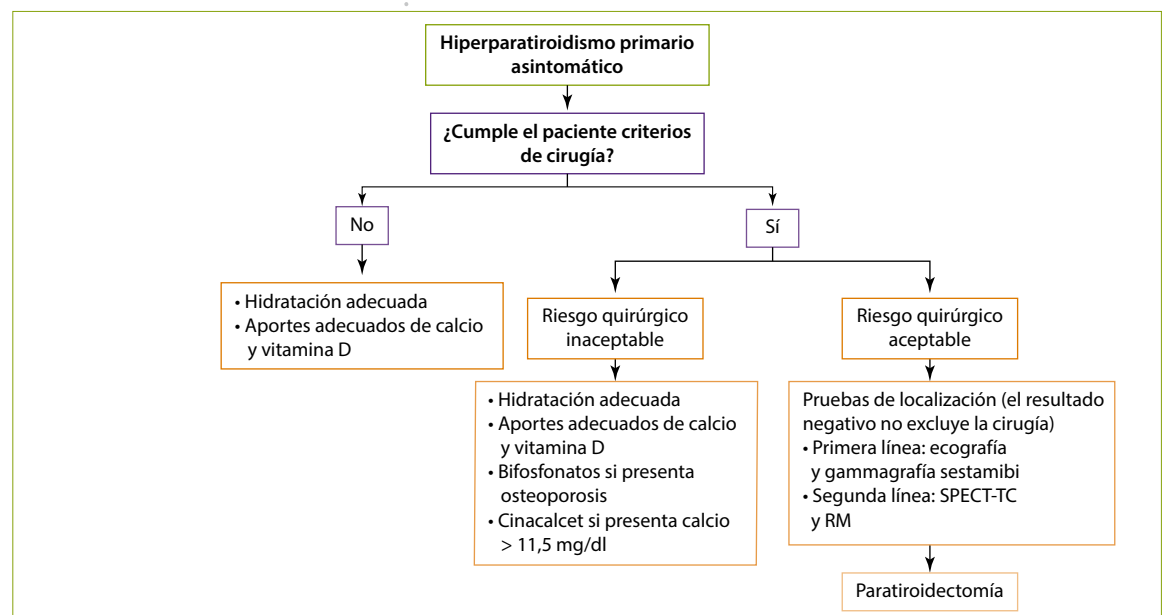 Hiperparatiroidismo primario
asintomático
¿Cumple el paciente criterios
de cirugía?
No
Sí
• Hidratación adecuada
• Aportes adecuados de calcio
y vitamina D
Riesgo quirúrgico
inaceptable
Riesgo quirúrgico
aceptable
• Hidratación adecuada
• Aportes adecuados de calcio
y vitamina D
• Bifosfonatos si presenta
osteoporosis
• Cinacalcet si presenta calcio
> 11,5 mg/dl
Pruebas de localización (el resultado
negativo no excluye la cirugía)
• Primera línea: ecografía
y gammagrafía sestamibi
• Segunda línea: SPECT-TC
y RM
Paratiroidectomía